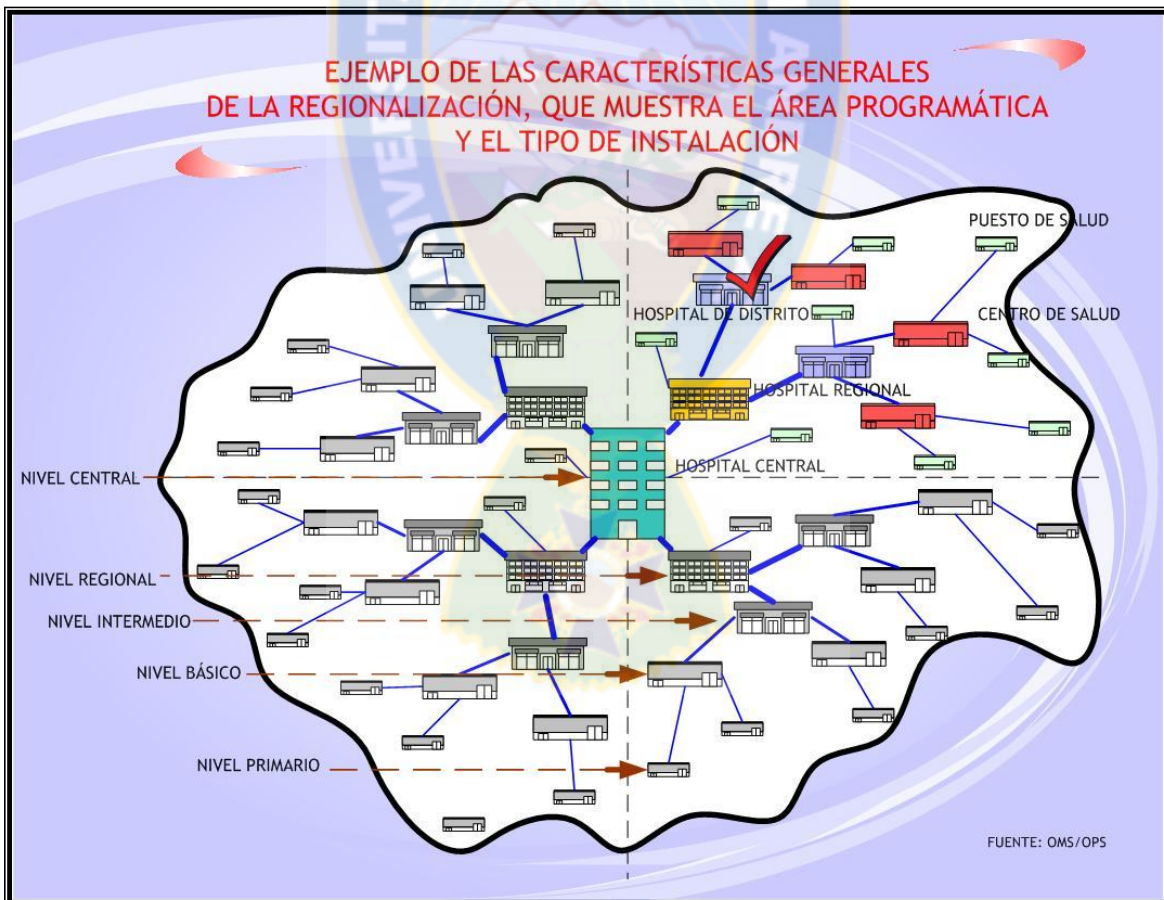 EJEMPLO DE LAS CARACTERÍSTICAS GENERALES
DE LA REGIONALIZACIÓN, QUE MUESTRA EL ÁREA PROGRAMÁTICA
Y EL TIPO DE INSTALACIÓN
PUESTO DE SALUD
HOSPITAL DE DISTRITO
CENTRO DE SALUD
HOSPITAL REGIONAL
HOSPITAL CENTRAL
NIVEL CENTRAL
NIVEL REGIONAL
NIVEL INTERMEDIO
NIVEL BÁSICO
NIVEL PRIMARIO
FUENTE: OMS/OPS